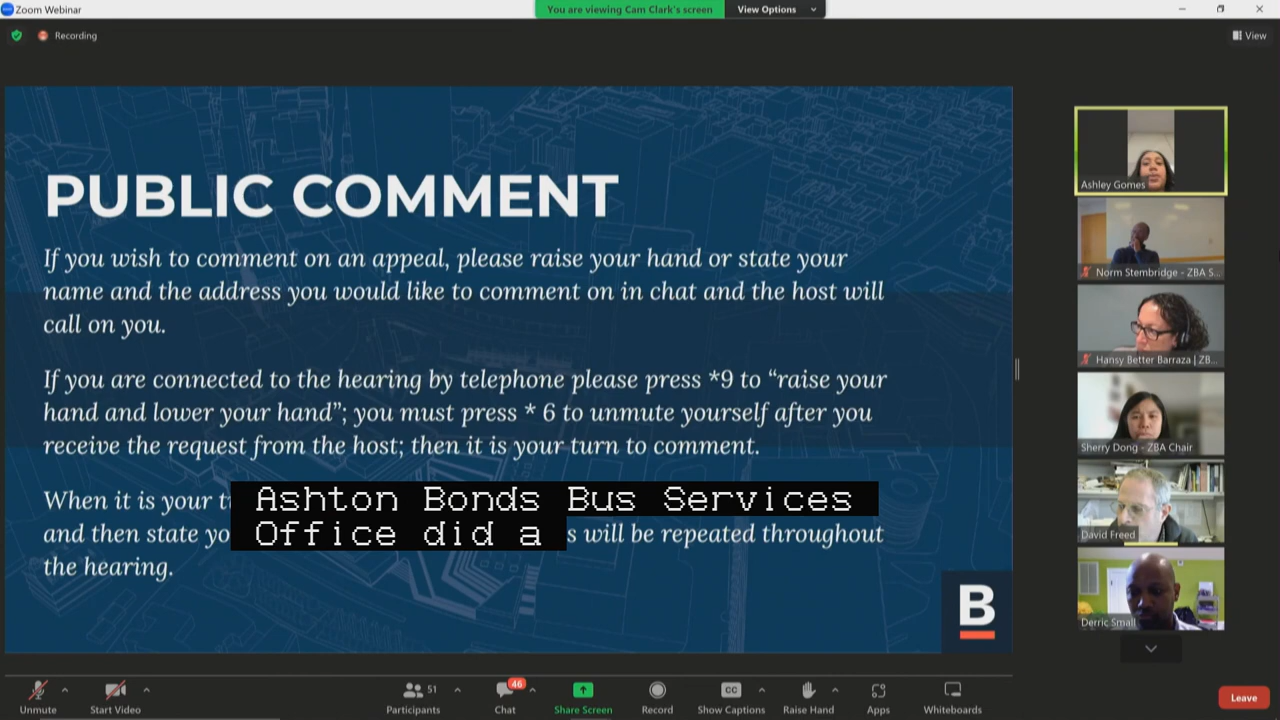 Zoom Webinar
You are viewing Cam Clark's screen
View Options
Recording
View
PUBLIC COMMENT
If you wish to comment on an appeal, please raise your hand or state your
name and the address you would like to comment on in chat and the host will
call on you.
If you are connected to the hearing by telephone please press *9 to “raise your
hand and lower your hand”; you must press * 6 to unmute yourself after you
receive the request from the host; then it is your turn to comment.
When it is your
Ashton Bonds Bus Services
and then state
Office did a
will be repeated throughout
the hearing.
B
Ashley Gomes
Norm Stembridge - ZBA S...
Hansy Better Barraza | ZB...
Sherry Dong - ZBA Chair
David Freed
Derric Small
Unmute
Start Video
51
Participants
46
Chat
Share Screen
Record
CC
Show Captions
Raise Hand
Apps
Whiteboards
Leave